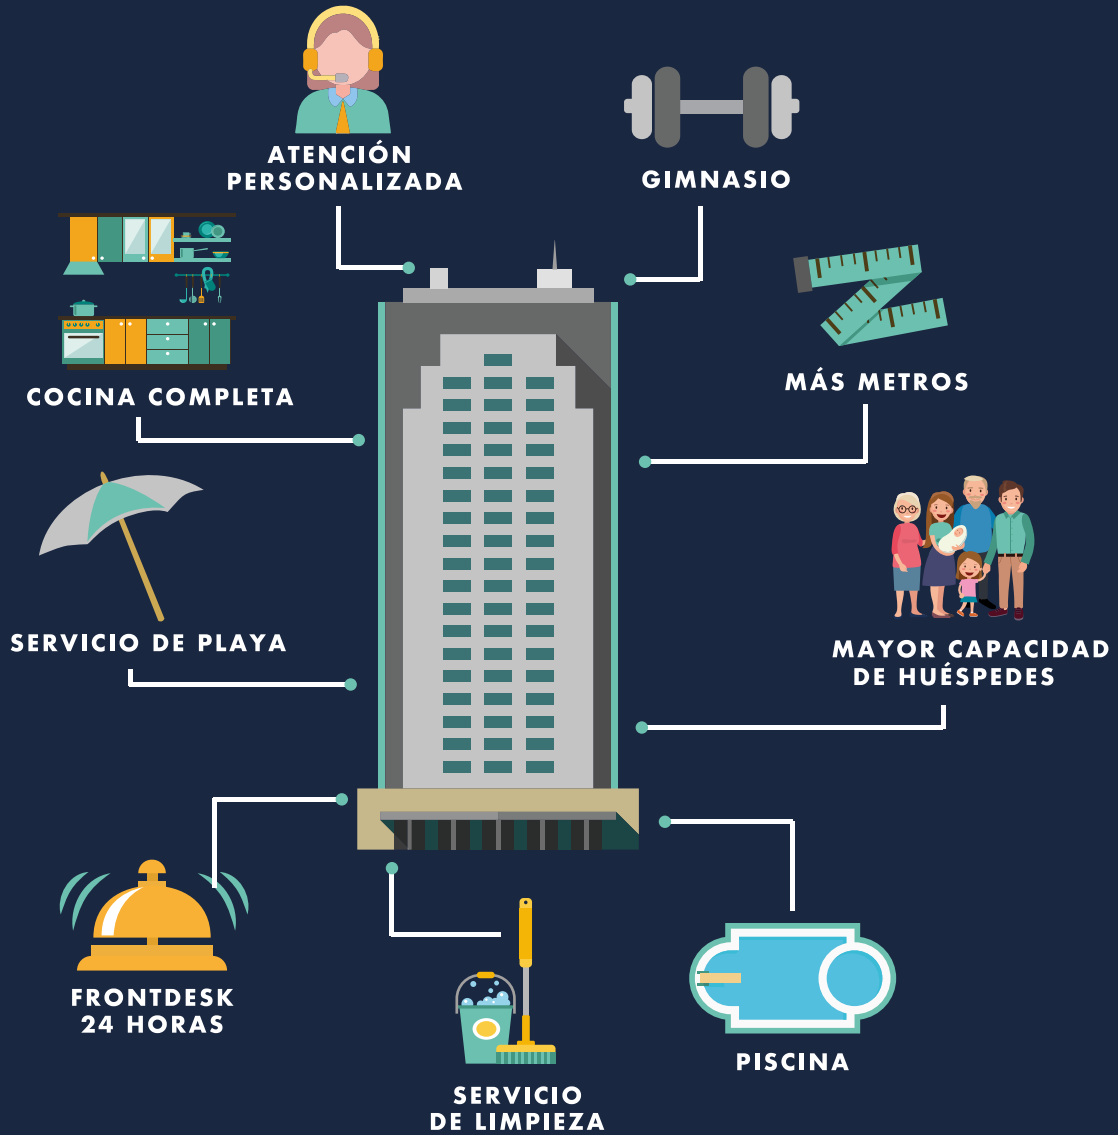 ATENCIÓN
PERSONALIZADA
GIMNASIO
COCINA COMPLETA
MÁS METROS
SERVICIO DE PLAYA
MAYOR CAPACIDAD
DE HUÉSPEDES
FRONTDESK
24 HORAS
SERVICIO
DE LIMPIEZA
PISCINA